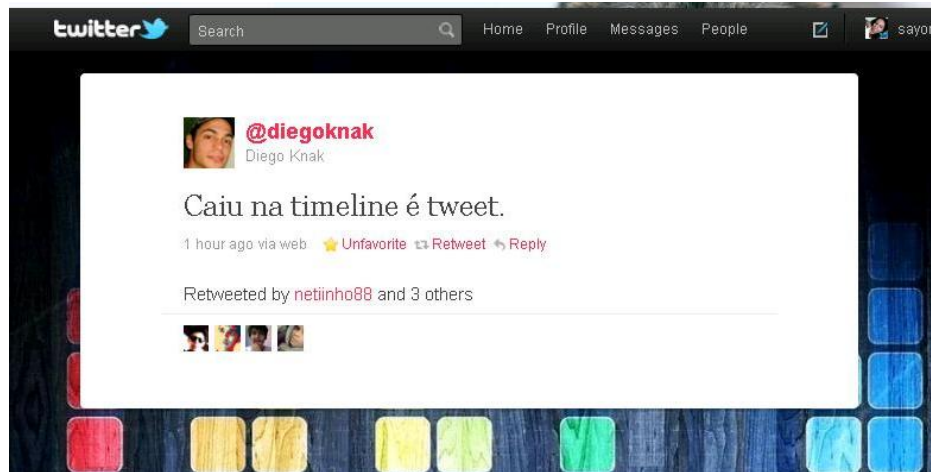 twitter Search Home Profile Messages People sayor
@diegoknak
Diego Knak
Caiu na timeline é tweet.
1 hour ago via web Unfavorite Retweet Reply
Retweeted by netiinho88 and 3 others